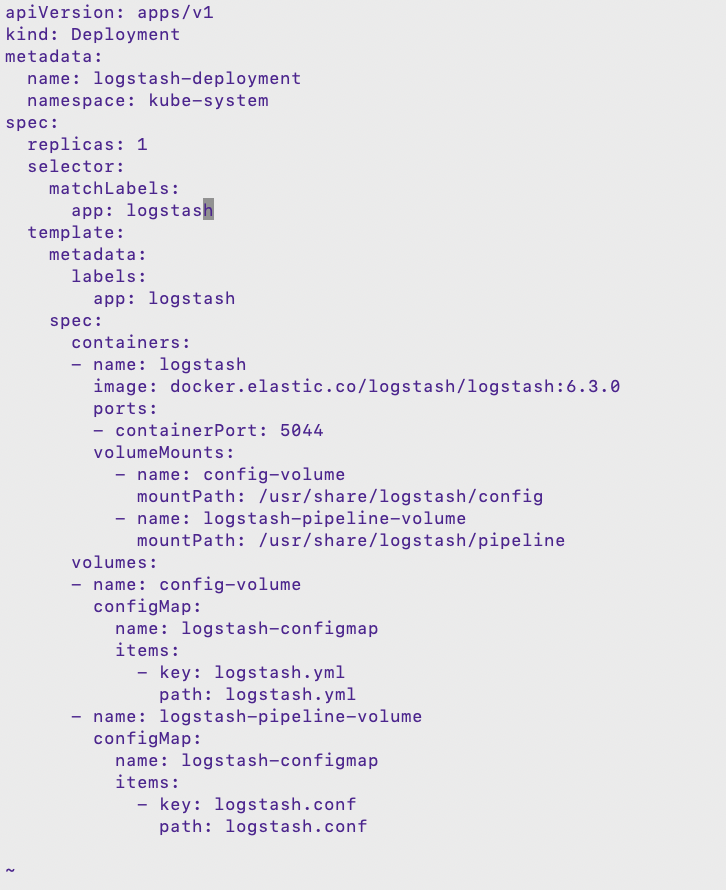 apiVersion: apps/v1
kind: Deployment
metadata:
  name: logstash-deployment
  namespace: kube-system
spec:
  replicas: 1
  selector:
    matchLabels:
      app: logstash
  template:
    metadata:
      labels:
        app: logstash
    spec:
      containers:
      - name: logstash
        image: docker.elastic.co/logstash/logstash:6.3.0
        ports:
        - containerPort: 5044
        volumeMounts:
          - name: config-volume
            mountPath: /usr/share/logstash/config
          - name: logstash-pipeline-volume
            mountPath: /usr/share/logstash/pipeline
      volumes:
      - name: config-volume
        configMap:
          name: logstash-configmap
          items:
            - key: logstash.yml
              path: logstash.yml
      - name: logstash-pipeline-volume
        configMap:
          name: logstash-configmap
          items:
            - key: logstash.conf
              path: logstash.conf

~